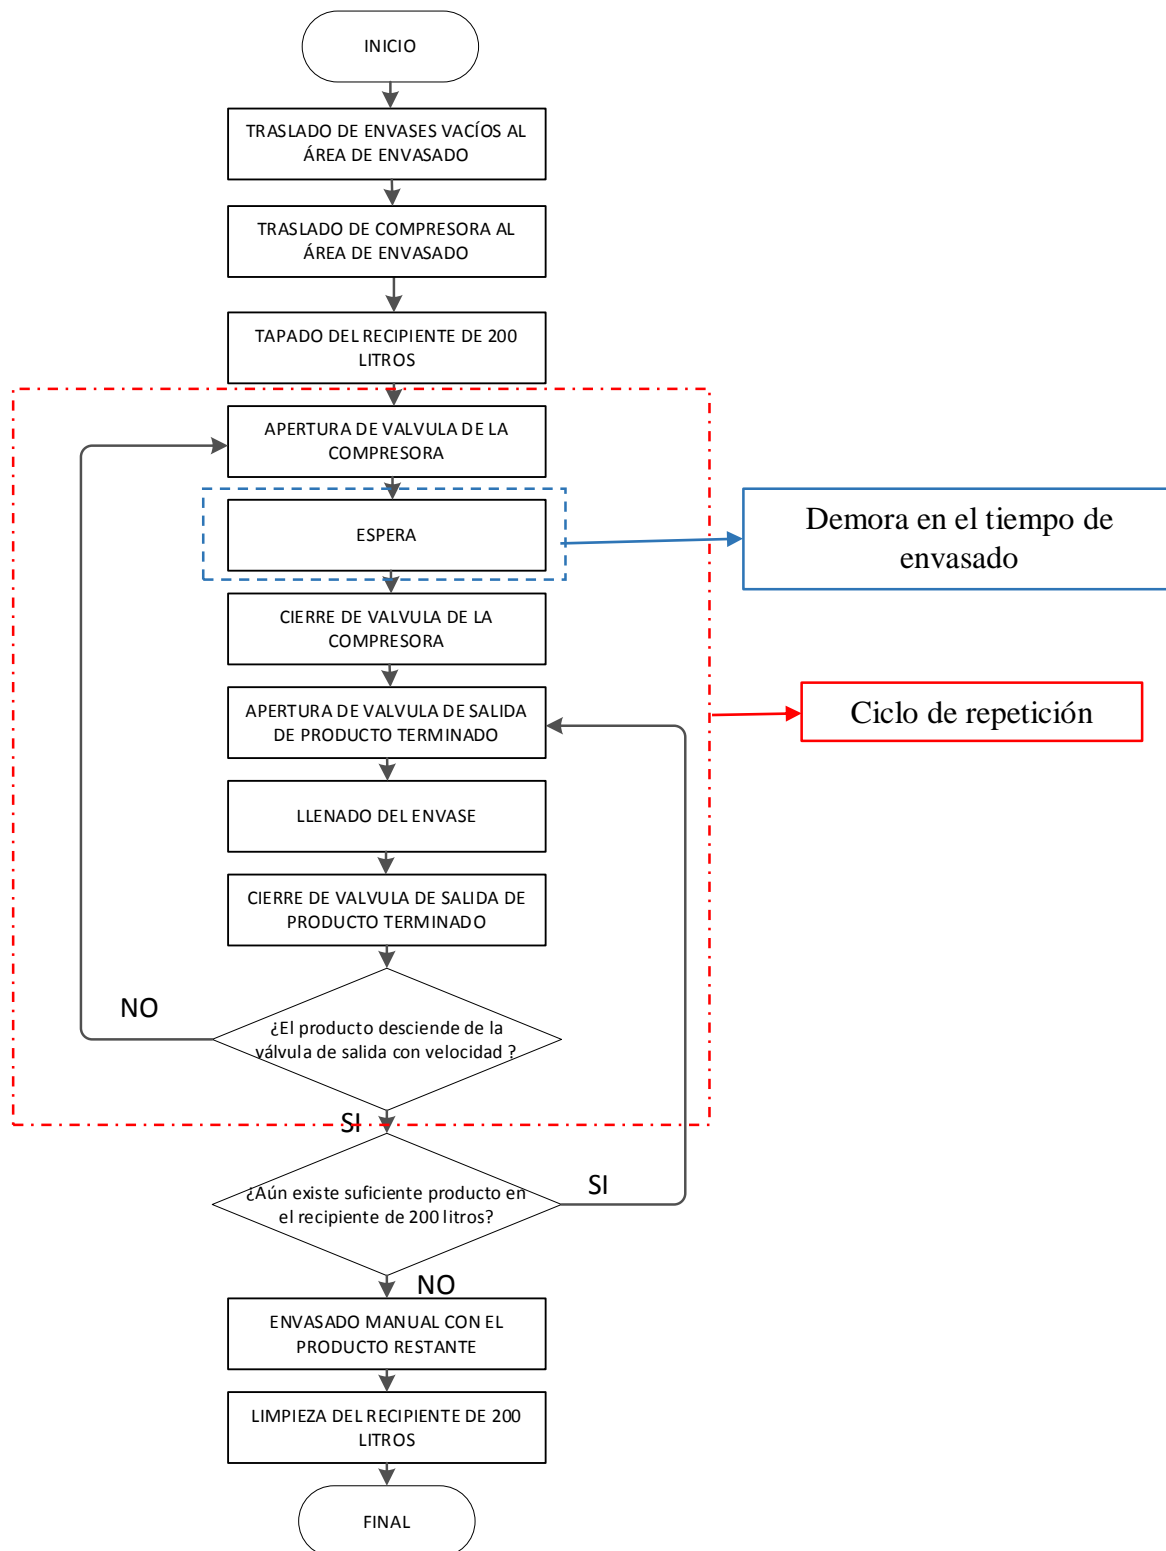 INICIO
TRASLADO DE ENVASES VACÍOS AL
ÁREA DE ENVASADO
TRASLADO DE COMPRESORA AL
ÁREA DE ENVASADO
TAPADO DEL RECIPIENTE DE 200
LITROS
APERTURA DE VALVULA DE LA
COMPRESORA
ESPERA
Demora en el tiempo de
envasado
CIERRE DE VALVULA DE LA
COMPRESORA
APERTURA DE VALVULA DE SALIDA
DE PRODUCTO TERMINADO
Ciclo de repetición
LLENADO DEL ENVASE
CIERRE DE VALVULA DE SALIDA DE
PRODUCTO TERMINADO
NO
¿El producto desciende de la
válvula de salida con velocidad ?
SI
¿Aún existe suficiente producto en
el recipiente de 200 litros?
SI
NO
ENVASADO MANUAL CON EL
PRODUCTO RESTANTE
LIMPIEZA DEL RECIPIENTE DE 200
LITROS
FINAL